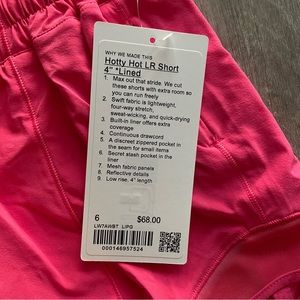 WHY WE MADE THIS
Hotty Hot LR Short
4" *Lined
1. Max out that stride. We cut
these shorts with extra room so
you can run freely
2. Swift fabric is lightweight,
four-way stretch,
sweat-wicking, and quick-drying
3. Built-in liner offers extra
coverage
4. Continuous drawcord
5. A discreet zippered pocket in
the seam for small items
6. Secret stash pocket in the
liner
7. Mesh fabric panels
8. Reflective details
9. Low rise, 4" length
6 $68.00
LW7AWBT LIPG
000146957524